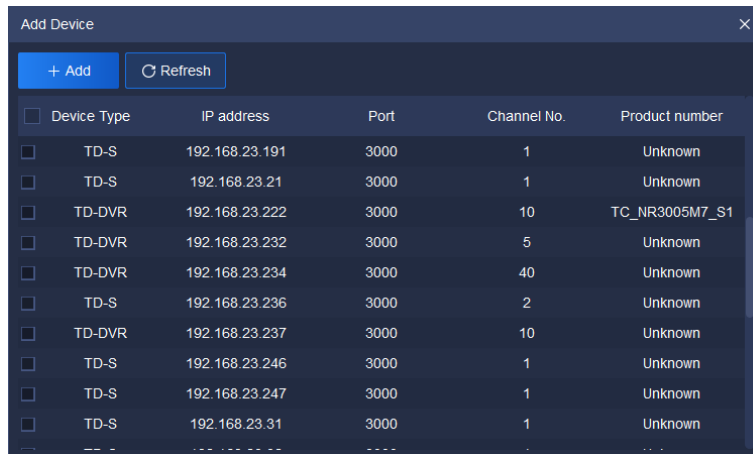 Add Device
+ Add Refresh
Device Type IP address Port Channel No. Product number
TD-S 192.168.23.191 3000 1 Unknown
TD-S 192.168.23.21 3000 1 Unknown
TD-DVR 192.168.23.222 3000 10 TC_NR3005M7_S1
TD-DVR 192.168.23.232 3000 5 Unknown
TD-DVR 192.168.23.234 3000 40 Unknown
TD-S 192.168.23.236 3000 2 Unknown
TD-DVR 192.168.23.237 3000 10 Unknown
TD-S 192.168.23.246 3000 1 Unknown
TD-S 192.168.23.247 3000 1 Unknown
TD-S 192.168.23.31 3000 1 Unknown